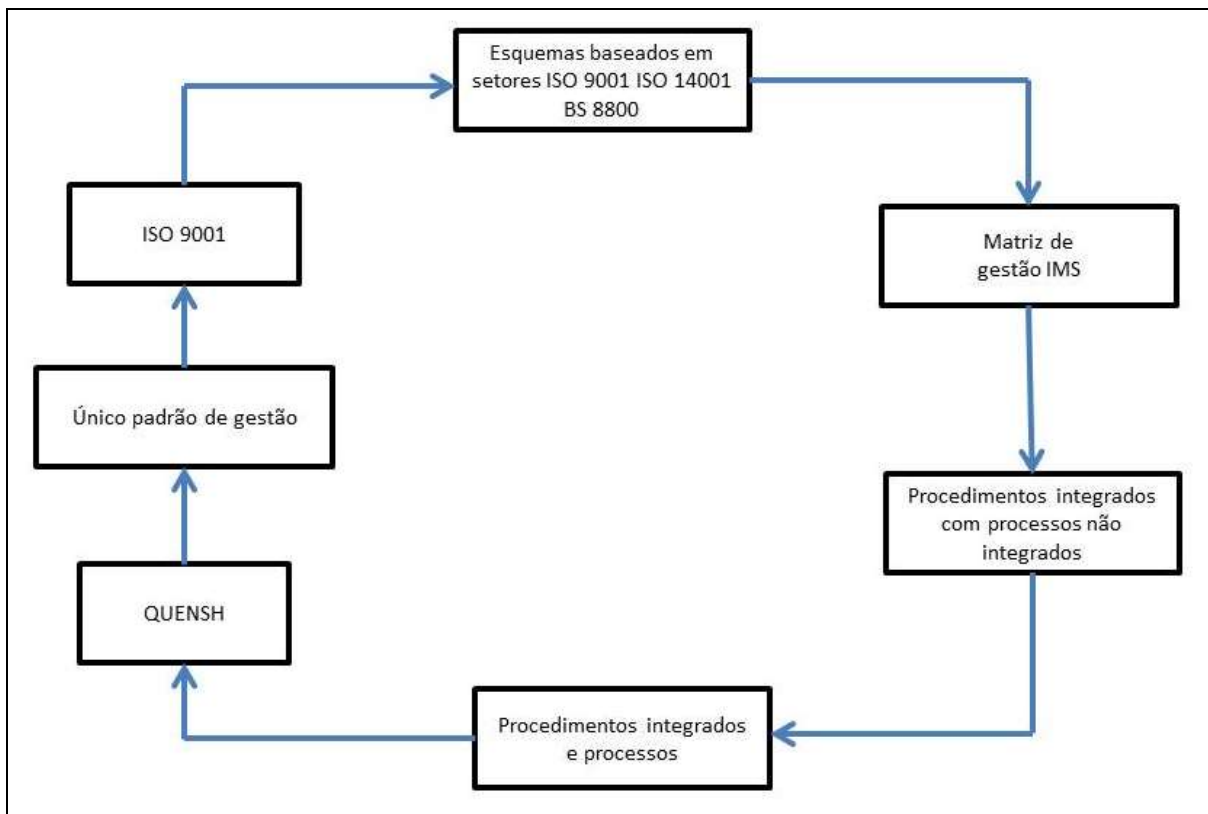 Esquemas baseados em
setores ISO 9001 ISO 14001
BS 8800
ISO 9001
Matriz de
gestão IMS
Único padrão de gestão
Procedimentos integrados
com processos não
integrados
QUENSH
Procedimentos integrados
e processos